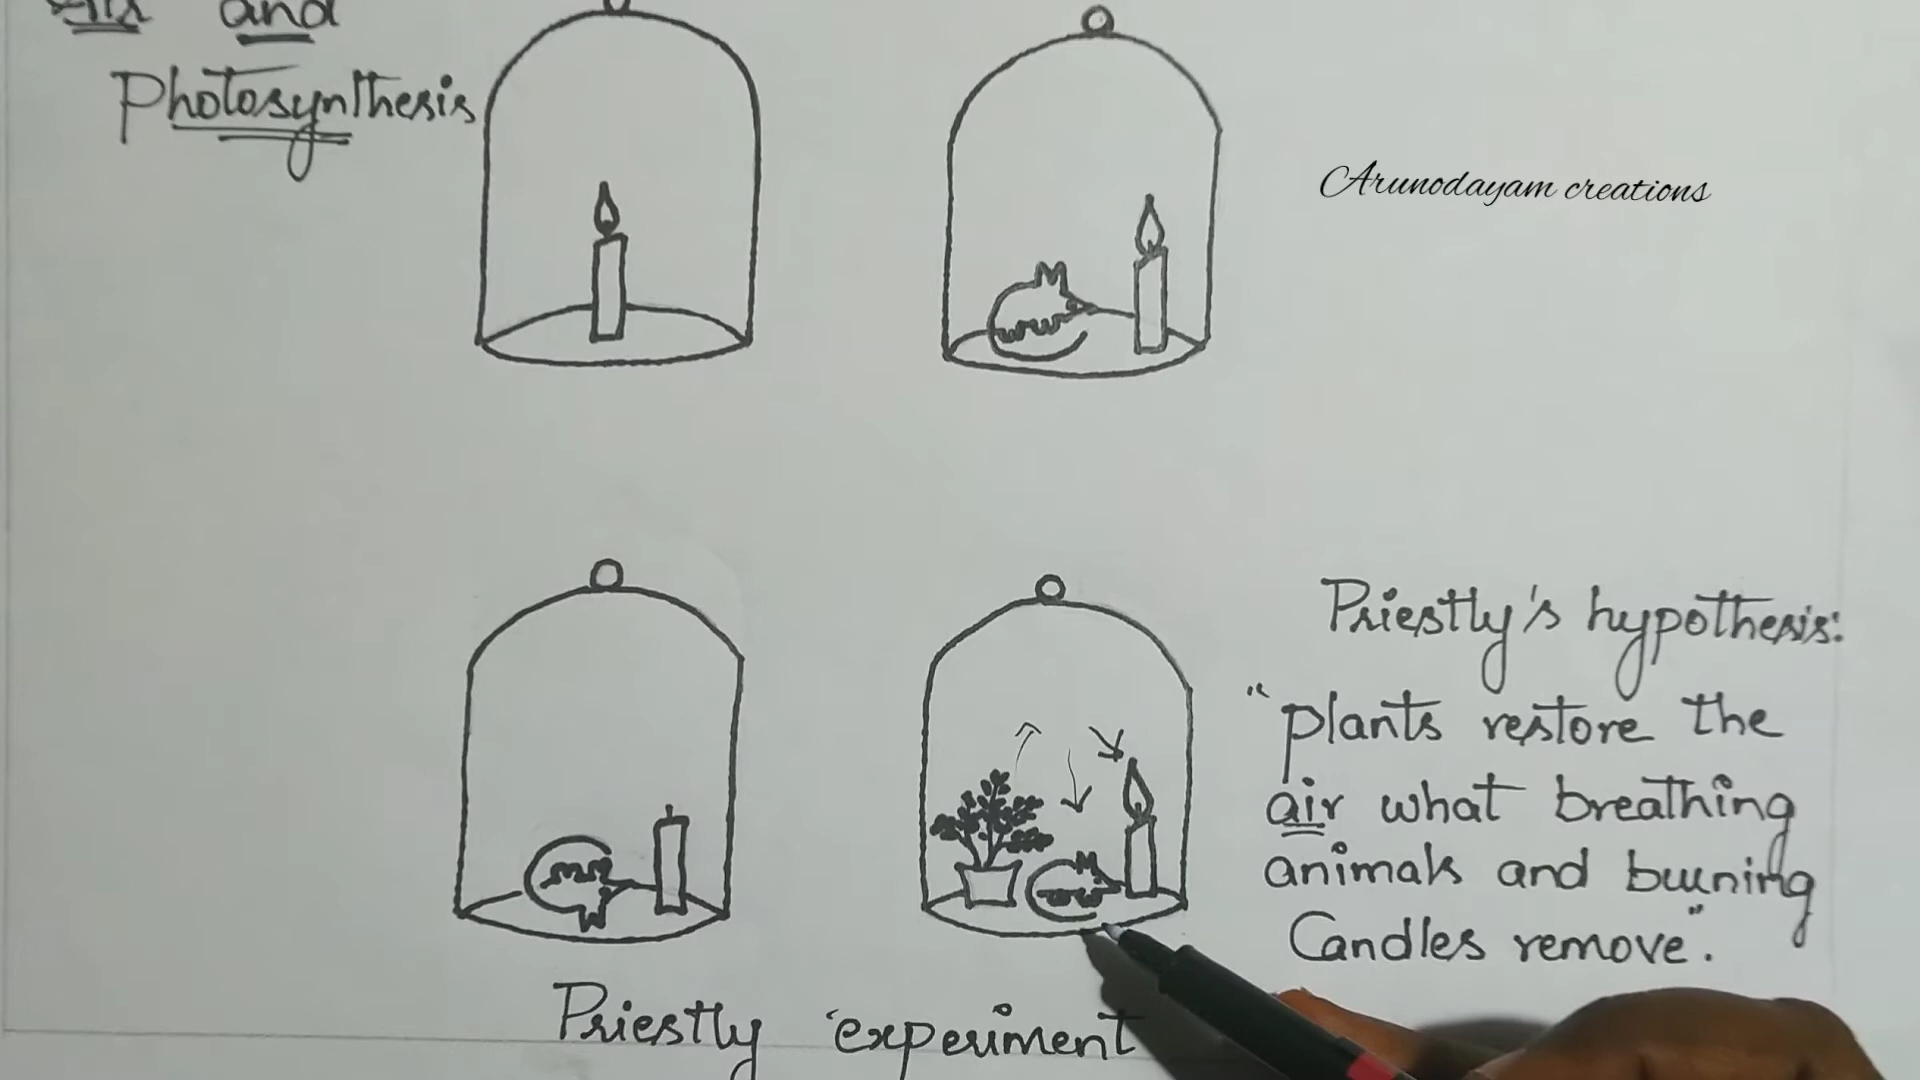 Air and
Photosynthesis
Arunodayam creations
Priestly's hypothesis:
"plants restore the
air what breathing
animals and burning
Candles remove".
Priestly experiment